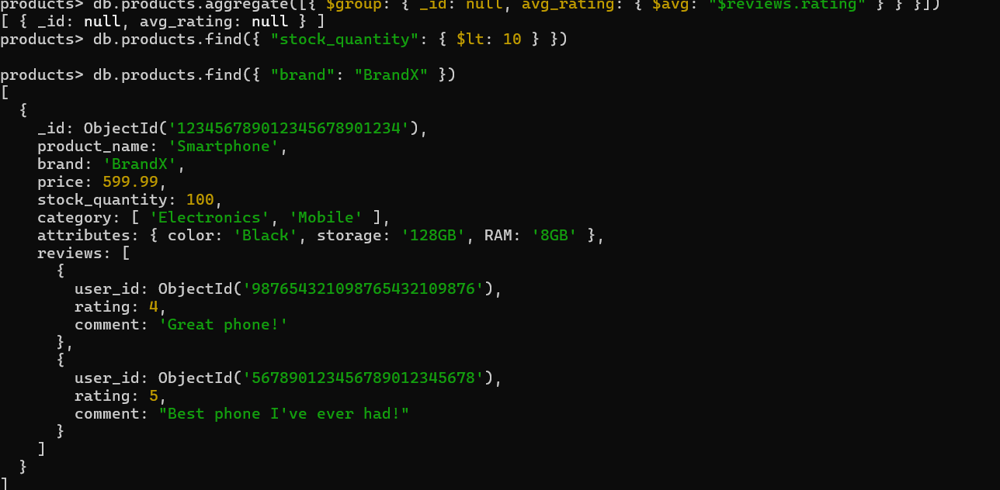 products> db.products.aggregate([{ $group: { _id: null, avg_rating: { $avg: "$reviews.rating" } } }])
[ { _id: null, avg_rating: null } ]
products> db.products.find({ "stock_quantity": { $lt: 10 } })
products> db.products.find({ "brand": "BrandX" })
[
{
_id: ObjectId('123456789012345678901234'),
product_name: 'Smartphone',
brand: 'BrandX',
price: 599.99,
stock_quantity: 100,
category: [ 'Electronics', 'Mobile' ],
attributes: { color: 'Black', storage: '128GB', RAM: '8GB' },
reviews: [
{
user_id: ObjectId('987654321098765432109876'),
rating: 4,
comment: 'Great phone!'
},
{
user_id: ObjectId('567890123456789012345678'),
rating: 5,
comment: "Best phone I've ever had!"
}
]
}
]